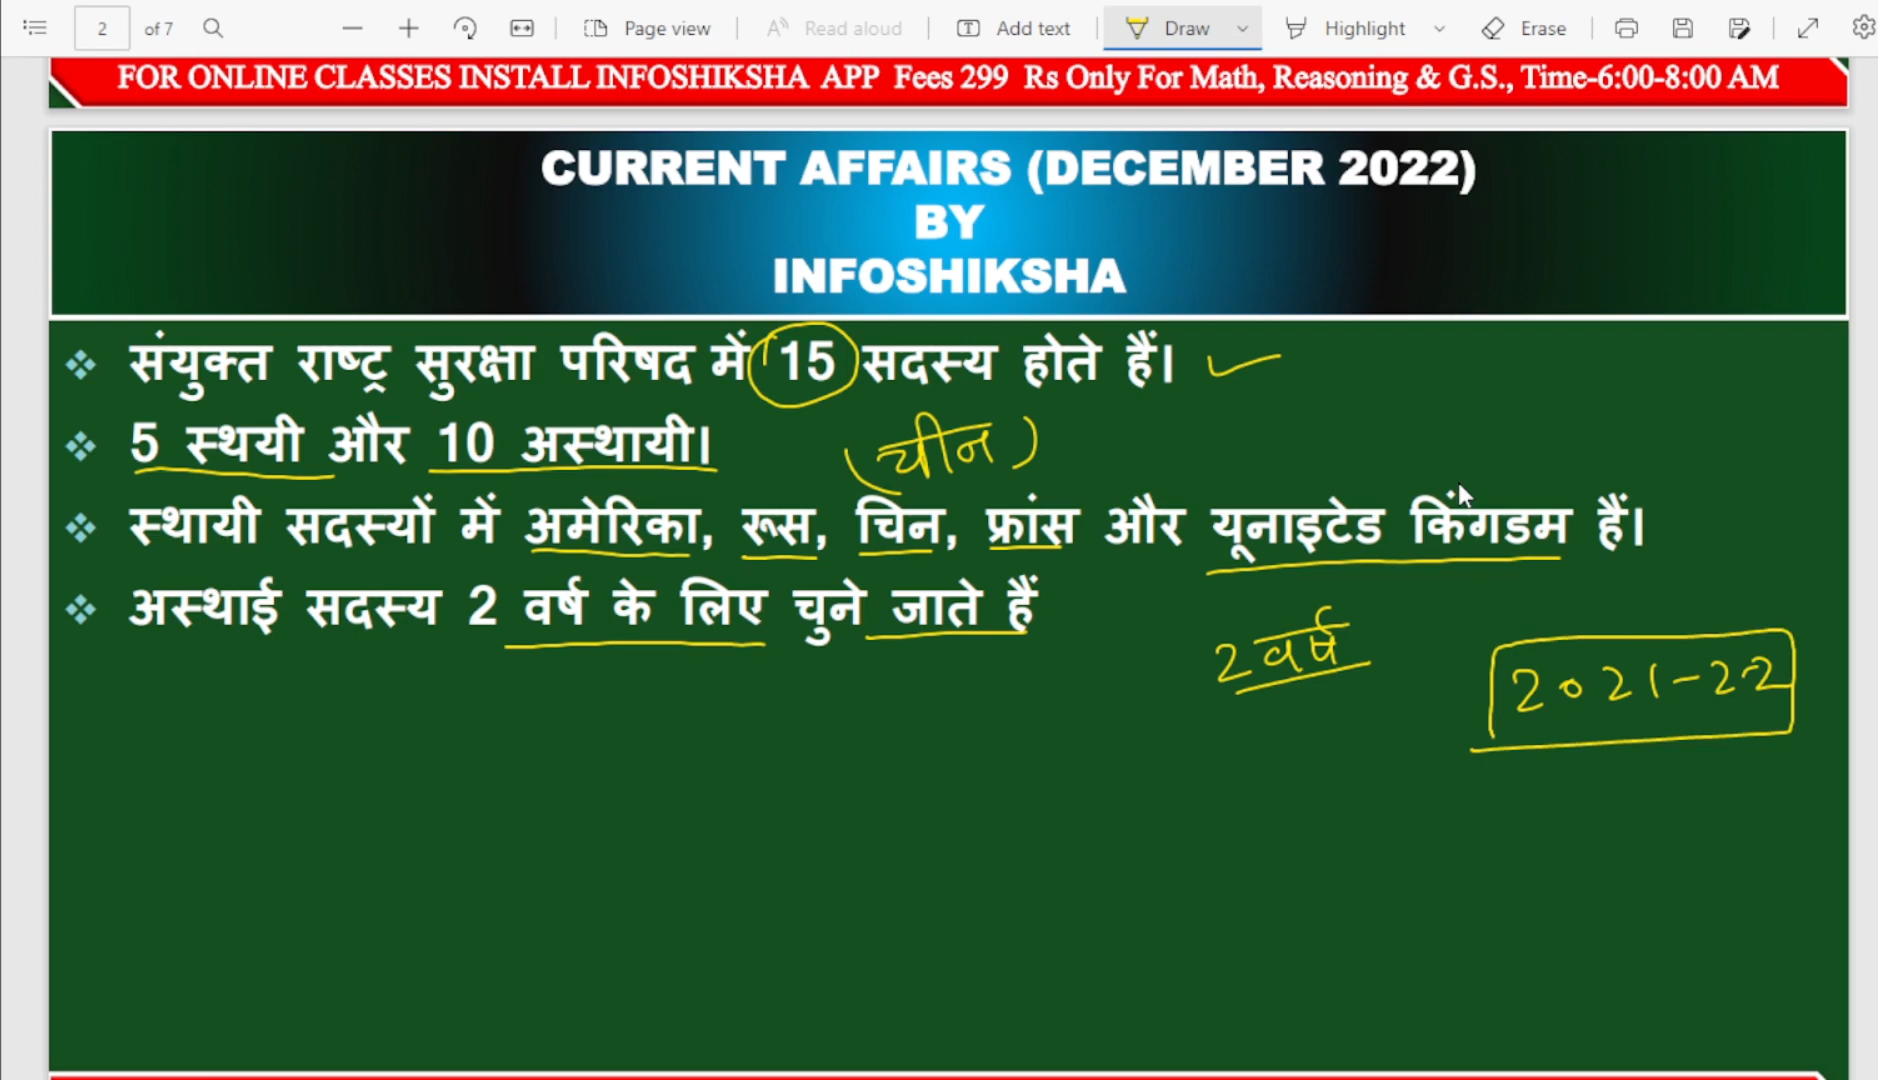 2 of 7 Page view Read aloud Add text Draw Highlight Erase
FOR ONLINE CLASSES INSTALL INFOSHIKSHA APP Fees 299 Rs Only For Math, Reasoning & G.S., Time-6:00-8:00 AM
CURRENT AFFAIRS (DECEMBER 2022)
BY
INFOSHIKSHA
संयुक्त राष्ट्र सुरक्षा परिषद में 15 सदस्य होते हैं।
5 स्थयी और 10 अस्थायी।
(चीन)
स्थायी सदस्यों में अमेरिका, रूस, चिन, फ्रांस और यूनाइटेड किंगडम हैं।
अस्थाई सदस्य 2 वर्ष के लिए चुने जाते हैं
2 वर्ष
2021-22